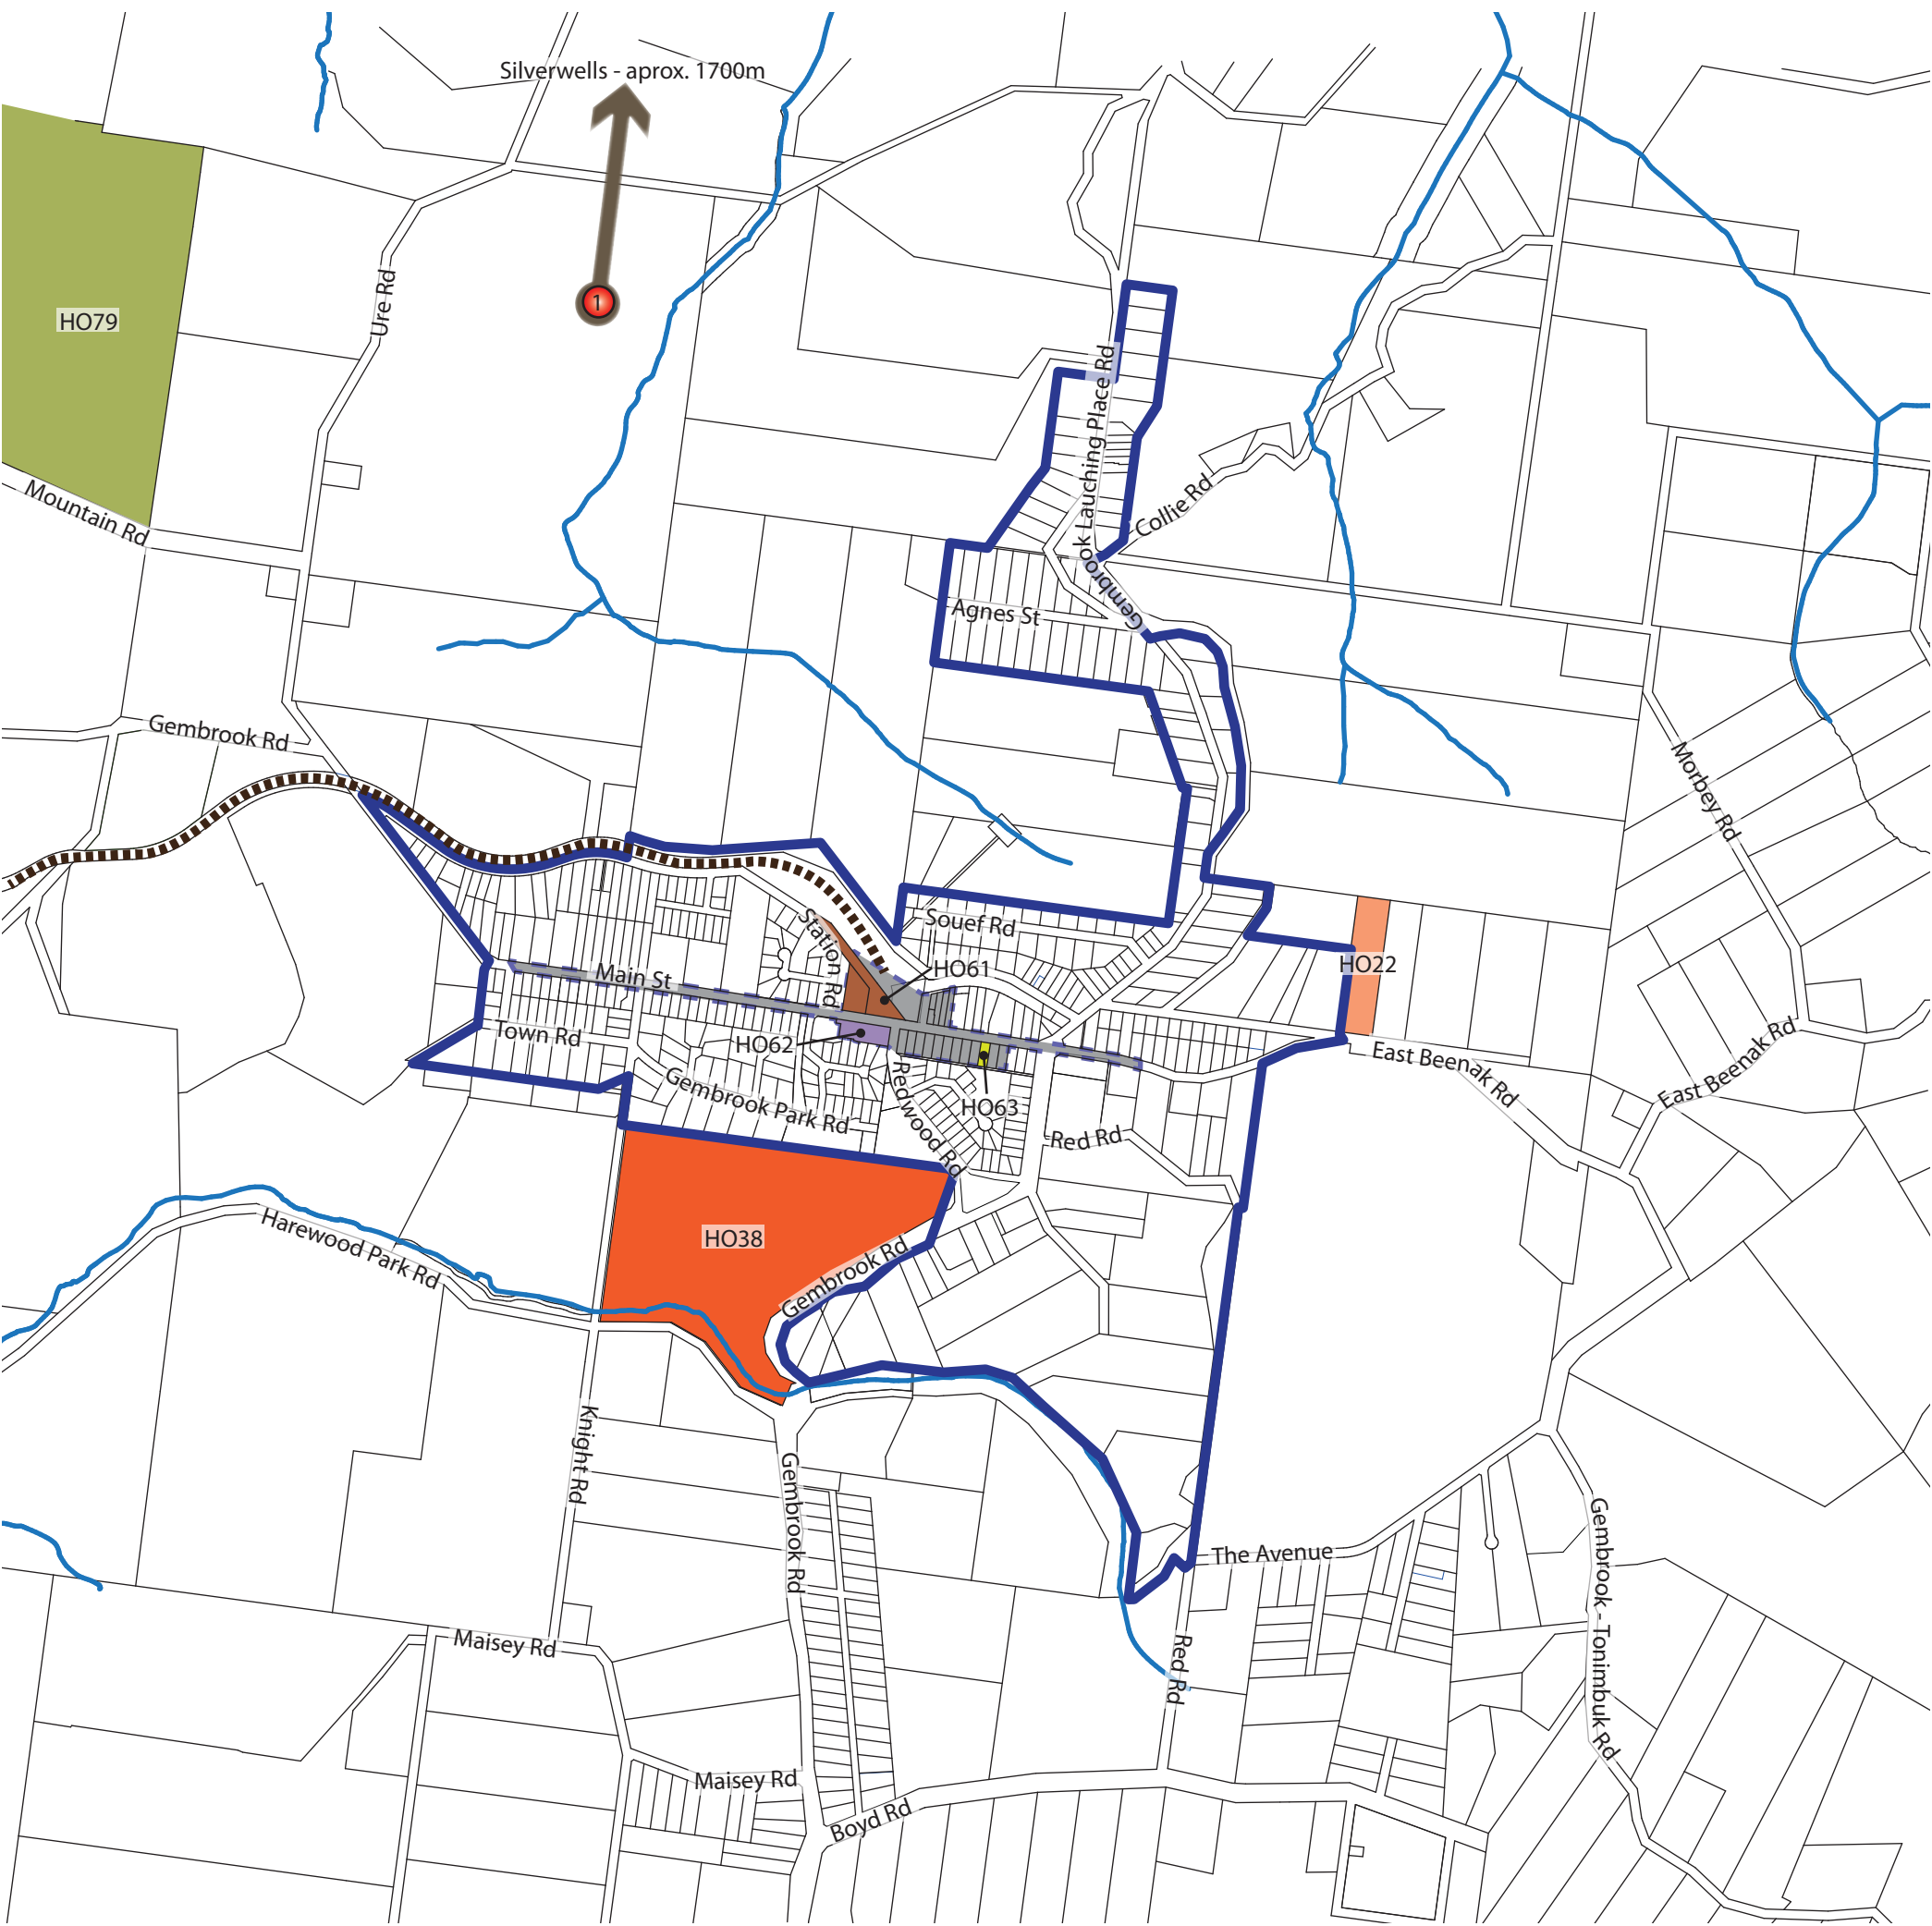 Silverwells - aprox. 1700m
1
HO79
Ure Rd
Mountain Rd
Gembrook Lauching Place Rd
Collie Rd
Agnes St
Gembrook Rd
Morbey Rd
Station Rd
Souef Rd
Main St
HO61
HO22
Town Rd
HO62
East Beenak Rd
East Beenak Rd
Gembrook Park Rd
Redwood Rd
HO63
Red Rd
Harewood Park Rd
HO38
Gembrook Rd
Knight Rd
Gembrook Rd
The Avenue
Gembrook - Tonimbuk Rd
Maisey Rd
Red Rd
Maisey Rd
Boyd Rd